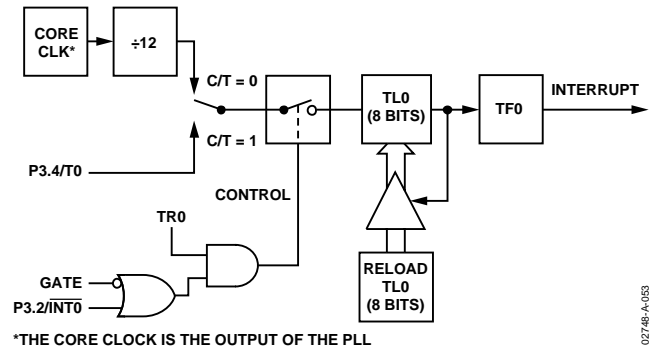 CORE
CLK*
÷12
C/T = 0
C/T = 1
P3.4/T0
TL0
(8 BITS)
TF0
INTERRUPT
CONTROL
TR0
GATE
P3.2/INT0
RELOAD
TL0
(8 BITS)
*THE CORE CLOCK IS THE OUTPUT OF THE PLL
02748-A-053